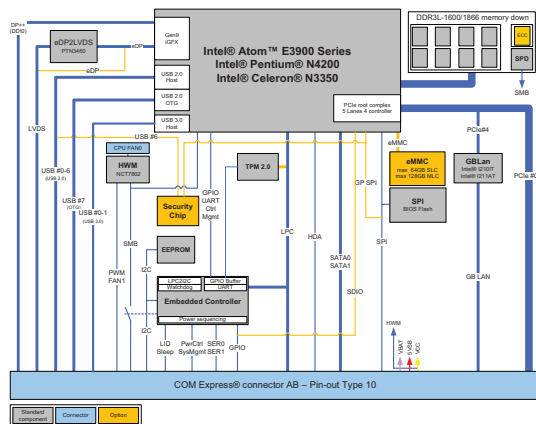 DP++
(DDI0)
eDP2LVDS
PTN3460
eDP
eDP
Gen9
iGFX
USB 2.0
Host
USB 2.0
OTG
USB 3.0
Host
Intel® Atom™ E3900 Series
Intel® Pentium® N4200
Intel® Celeron® N3350
PCIe root complex
5 Lanes 4 controller
DDR3L-1600/1866 memory down
ECC
SPD
SMB
LVDS
USB #6
CPU FAN0
HWM
NCT7802
USB #0-6
(USB 2.0)
USB #7
(OTG)
USB #0-1
(USB 3.0)
TPM 2.0
eMMC
eMMC
max 64GB SLC
max 128GB MLC
GP SPI
SPI
BIOS Flash
PCIe#4
GBLan
Intel® I210IT
Intel® I211AT
PCIe #0
Security
Chip
GPIO
UART
Ctrl
Mgmt
LPC
HDA
SPI
SMB
EEPROM
PWM
FAN1
I2C
SATA0
SATA1
GB LAN
SDIO
LPC2I2C
GPIO Buffer
Watchdog
UART
Embedded Controller
Power sequencing
I2C
LID
Sleep
PwrCtrl
SysMgmt
SER0
SER1
GPIO
HWM
VBAT
5VSB
VCC
COM Express® connector AB – Pin-out Type 10
Standard
component
Connector
Option